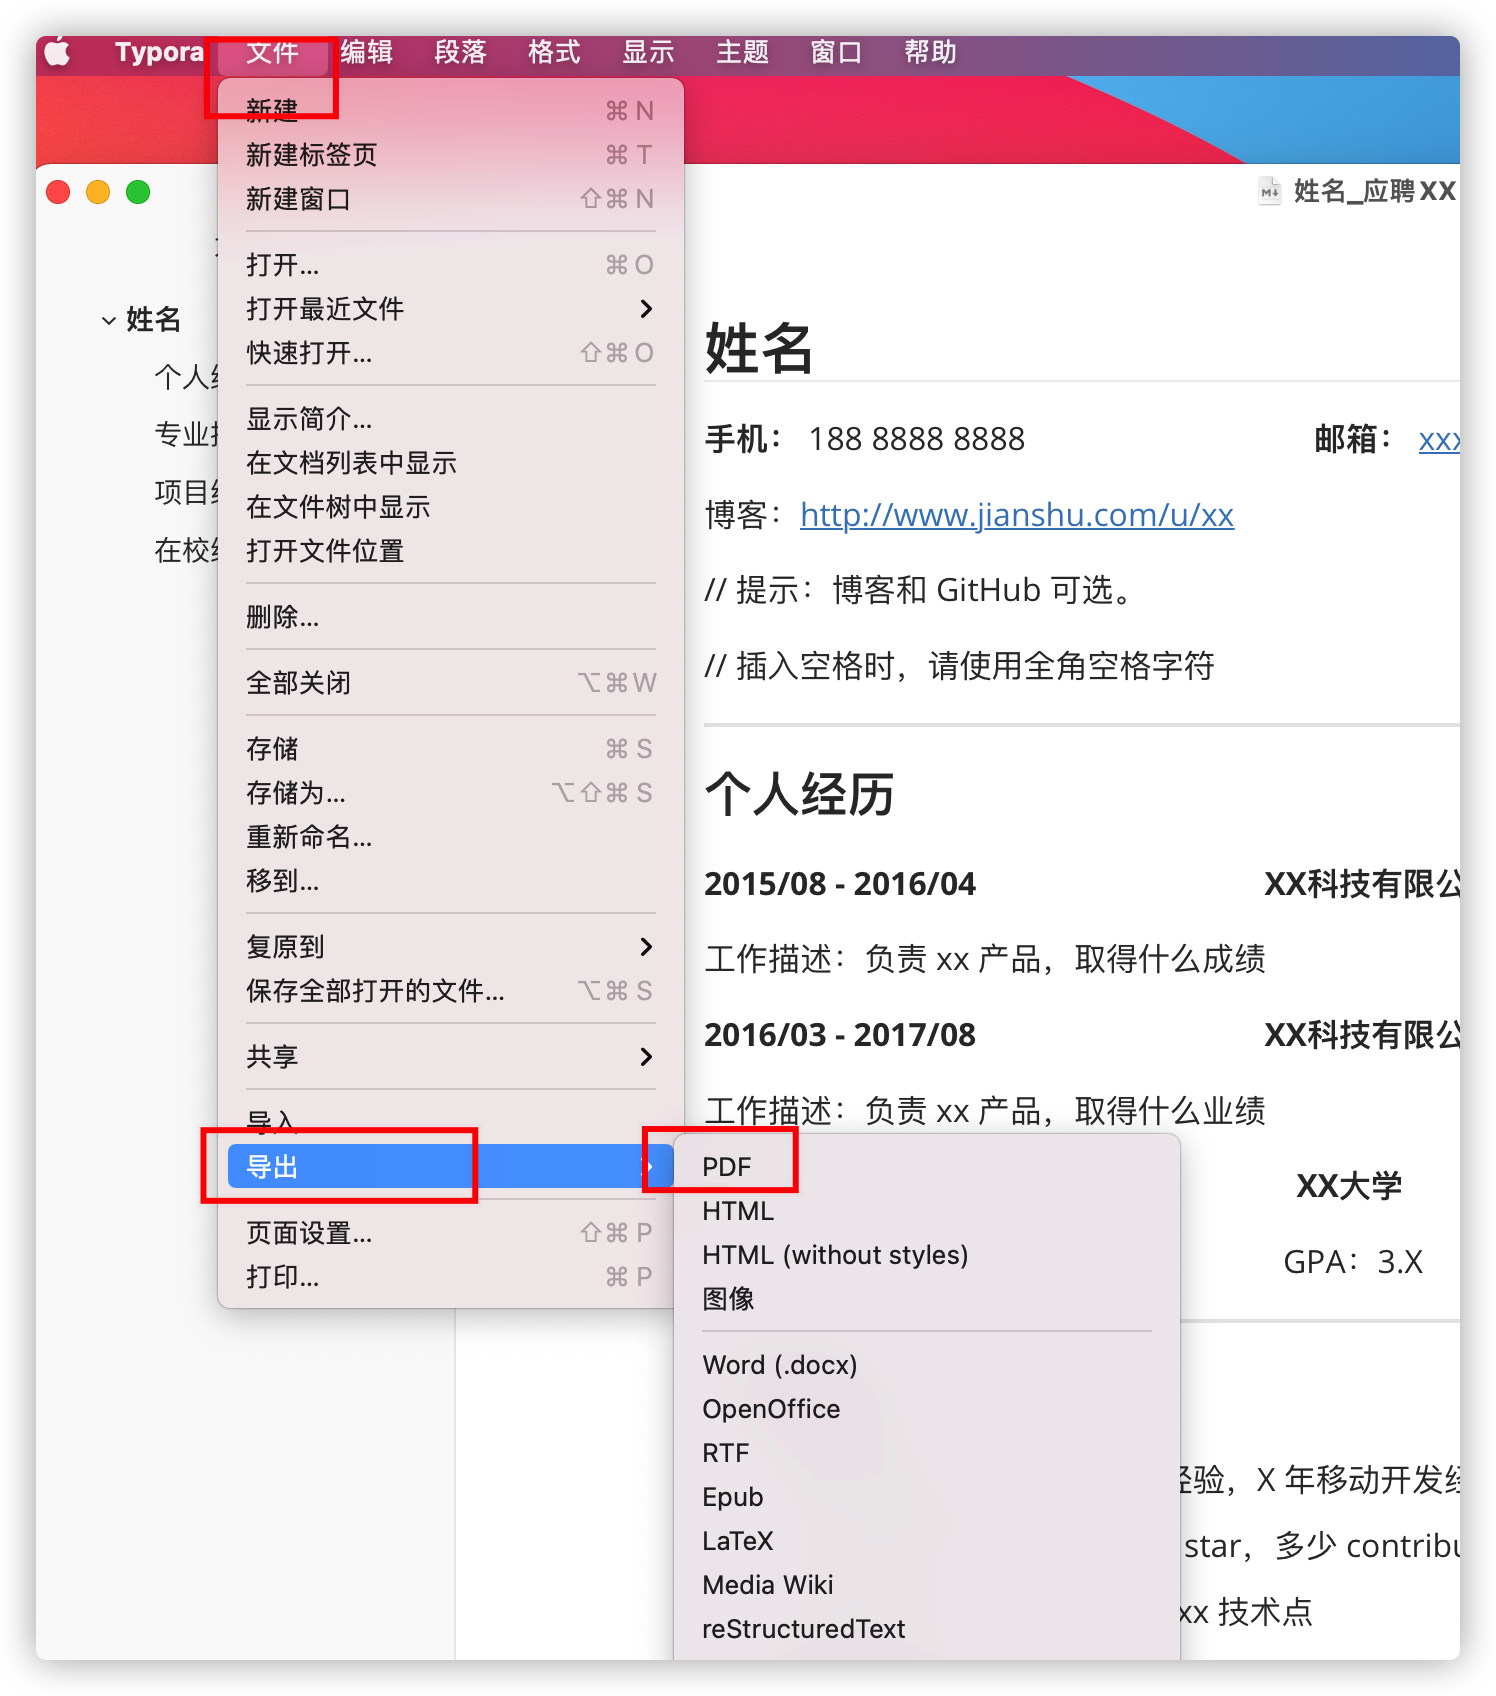 Typora 文件 编辑 段落 格式 显示 主题 窗口 帮助
新建 ⌘ N
新建标签页 ⌘ T
新建窗口 ⇧⌘ N
打开... ⌘ O
打开最近文件
快速打开... ⇧⌘ O
显示简介...
在文档列表中显示
在文件树中显示
打开文件位置
删除...
全部关闭 ⌥⌘W
存储 ⌘ S
存储为... ⌥⇧⌘ S
重新命名...
移到...
复原到
保存全部打开的文件... ⌥⌘ S
共享
导入
导出
页面设置... ⇧⌘ P
打印... ⌘ P
PDF
HTML
HTML (without styles)
图像
Word (.docx)
OpenOffice
RTF
Epub
LaTeX
Media Wiki
reStructuredText
姓名
个人
专业
项目
在校
姓名_应聘XX
姓名
手机： 188 8888 8888 邮箱： xxx
博客：http://www.jianshu.com/u/xx
// 提示：博客和 GitHub 可选。
// 插入空格时，请使用全角空格字符
个人经历
2015/08 - 2016/04 XX科技有限公
工作描述：负责 xx 产品，取得什么成绩
2016/03 - 2017/08 XX科技有限公
工作描述：负责 xx 产品，取得什么业绩
XX大学
GPA：3.X
经验，X 年移动开发经
star，多少 contribu
xx 技术点